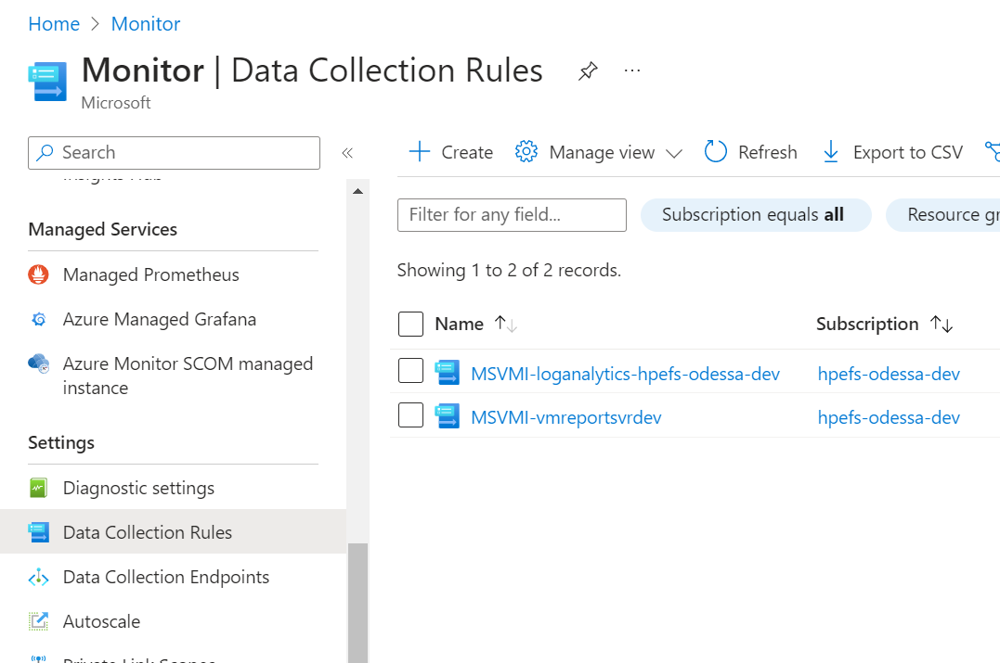 Home > Monitor
Monitor | Data Collection Rules
Microsoft
Search
Insights Hub
Managed Services
Managed Prometheus
Azure Managed Grafana
Azure Monitor SCOM managed
instance
Settings
Diagnostic settings
Data Collection Rules
Data Collection Endpoints
Autoscale
Private Link Scopes
Create Manage view Refresh Export to CSV
Filter for any field... Subscription equals all Resource gr
Showing 1 to 2 of 2 records.
Name Subscription
MSVMI-loganalytics-hpefs-odessa-dev hpefs-odessa-dev
MSVMI-vmreportsvrdev hpefs-odessa-dev